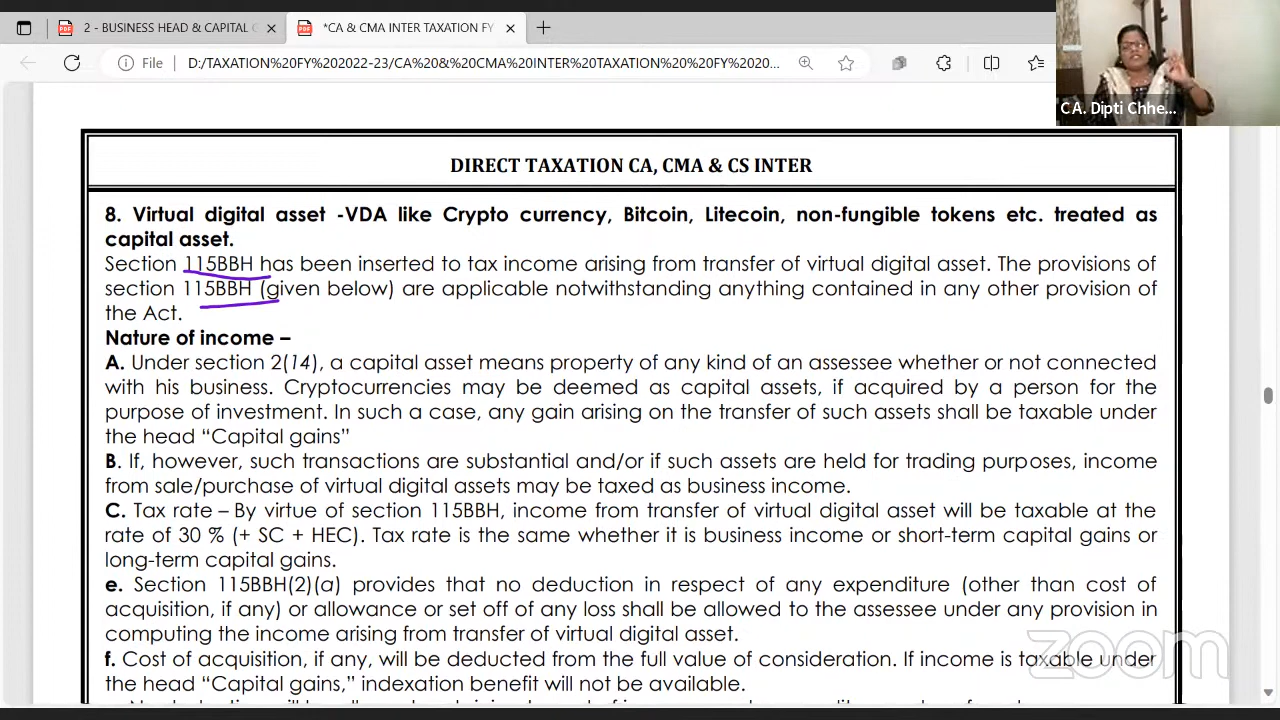 2 - BUSINESS HEAD & CAPITAL G
*CA & CMA INTER TAXATION FY
File
D:/TAXATION%20FY%202022-23/CA%20&%20CMA%20INTER%20TAXATION%20%20FY%2020...
CA. Dipti Chhe...
DIRECT TAXATION CA, CMA & CS INTER
8. Virtual digital asset -VDA like Crypto currency, Bitcoin, Litecoin, non-fungible tokens etc. treated as
capital asset.
Section 115BBH has been inserted to tax income arising from transfer of virtual digital asset. The provisions of
section 115BBH (given below) are applicable notwithstanding anything contained in any other provision of
the Act.
Nature of income –
A. Under section 2(14), a capital asset means property of any kind of an assessee whether or not connected
with his business. Cryptocurrencies may be deemed as capital assets, if acquired by a person for the
purpose of investment. In such a case, any gain arising on the transfer of such assets shall be taxable under
the head “Capital gains”
B. If, however, such transactions are substantial and/or if such assets are held for trading purposes, income
from sale/purchase of virtual digital assets may be taxed as business income.
C. Tax rate – By virtue of section 115BBH, income from transfer of virtual digital asset will be taxable at the
rate of 30 % (+ SC + HEC). Tax rate is the same whether it is business income or short-term capital gains or
long-term capital gains.
e. Section 115BBH(2)(a) provides that no deduction in respect of any expenditure (other than cost of
acquisition, if any) or allowance or set off of any loss shall be allowed to the assessee under any provision in
computing the income arising from transfer of virtual digital asset.
f. Cost of acquisition, if any, will be deducted from the full value of consideration. If income is taxable under
the head “Capital gains,” indexation benefit will not be available.
zoom